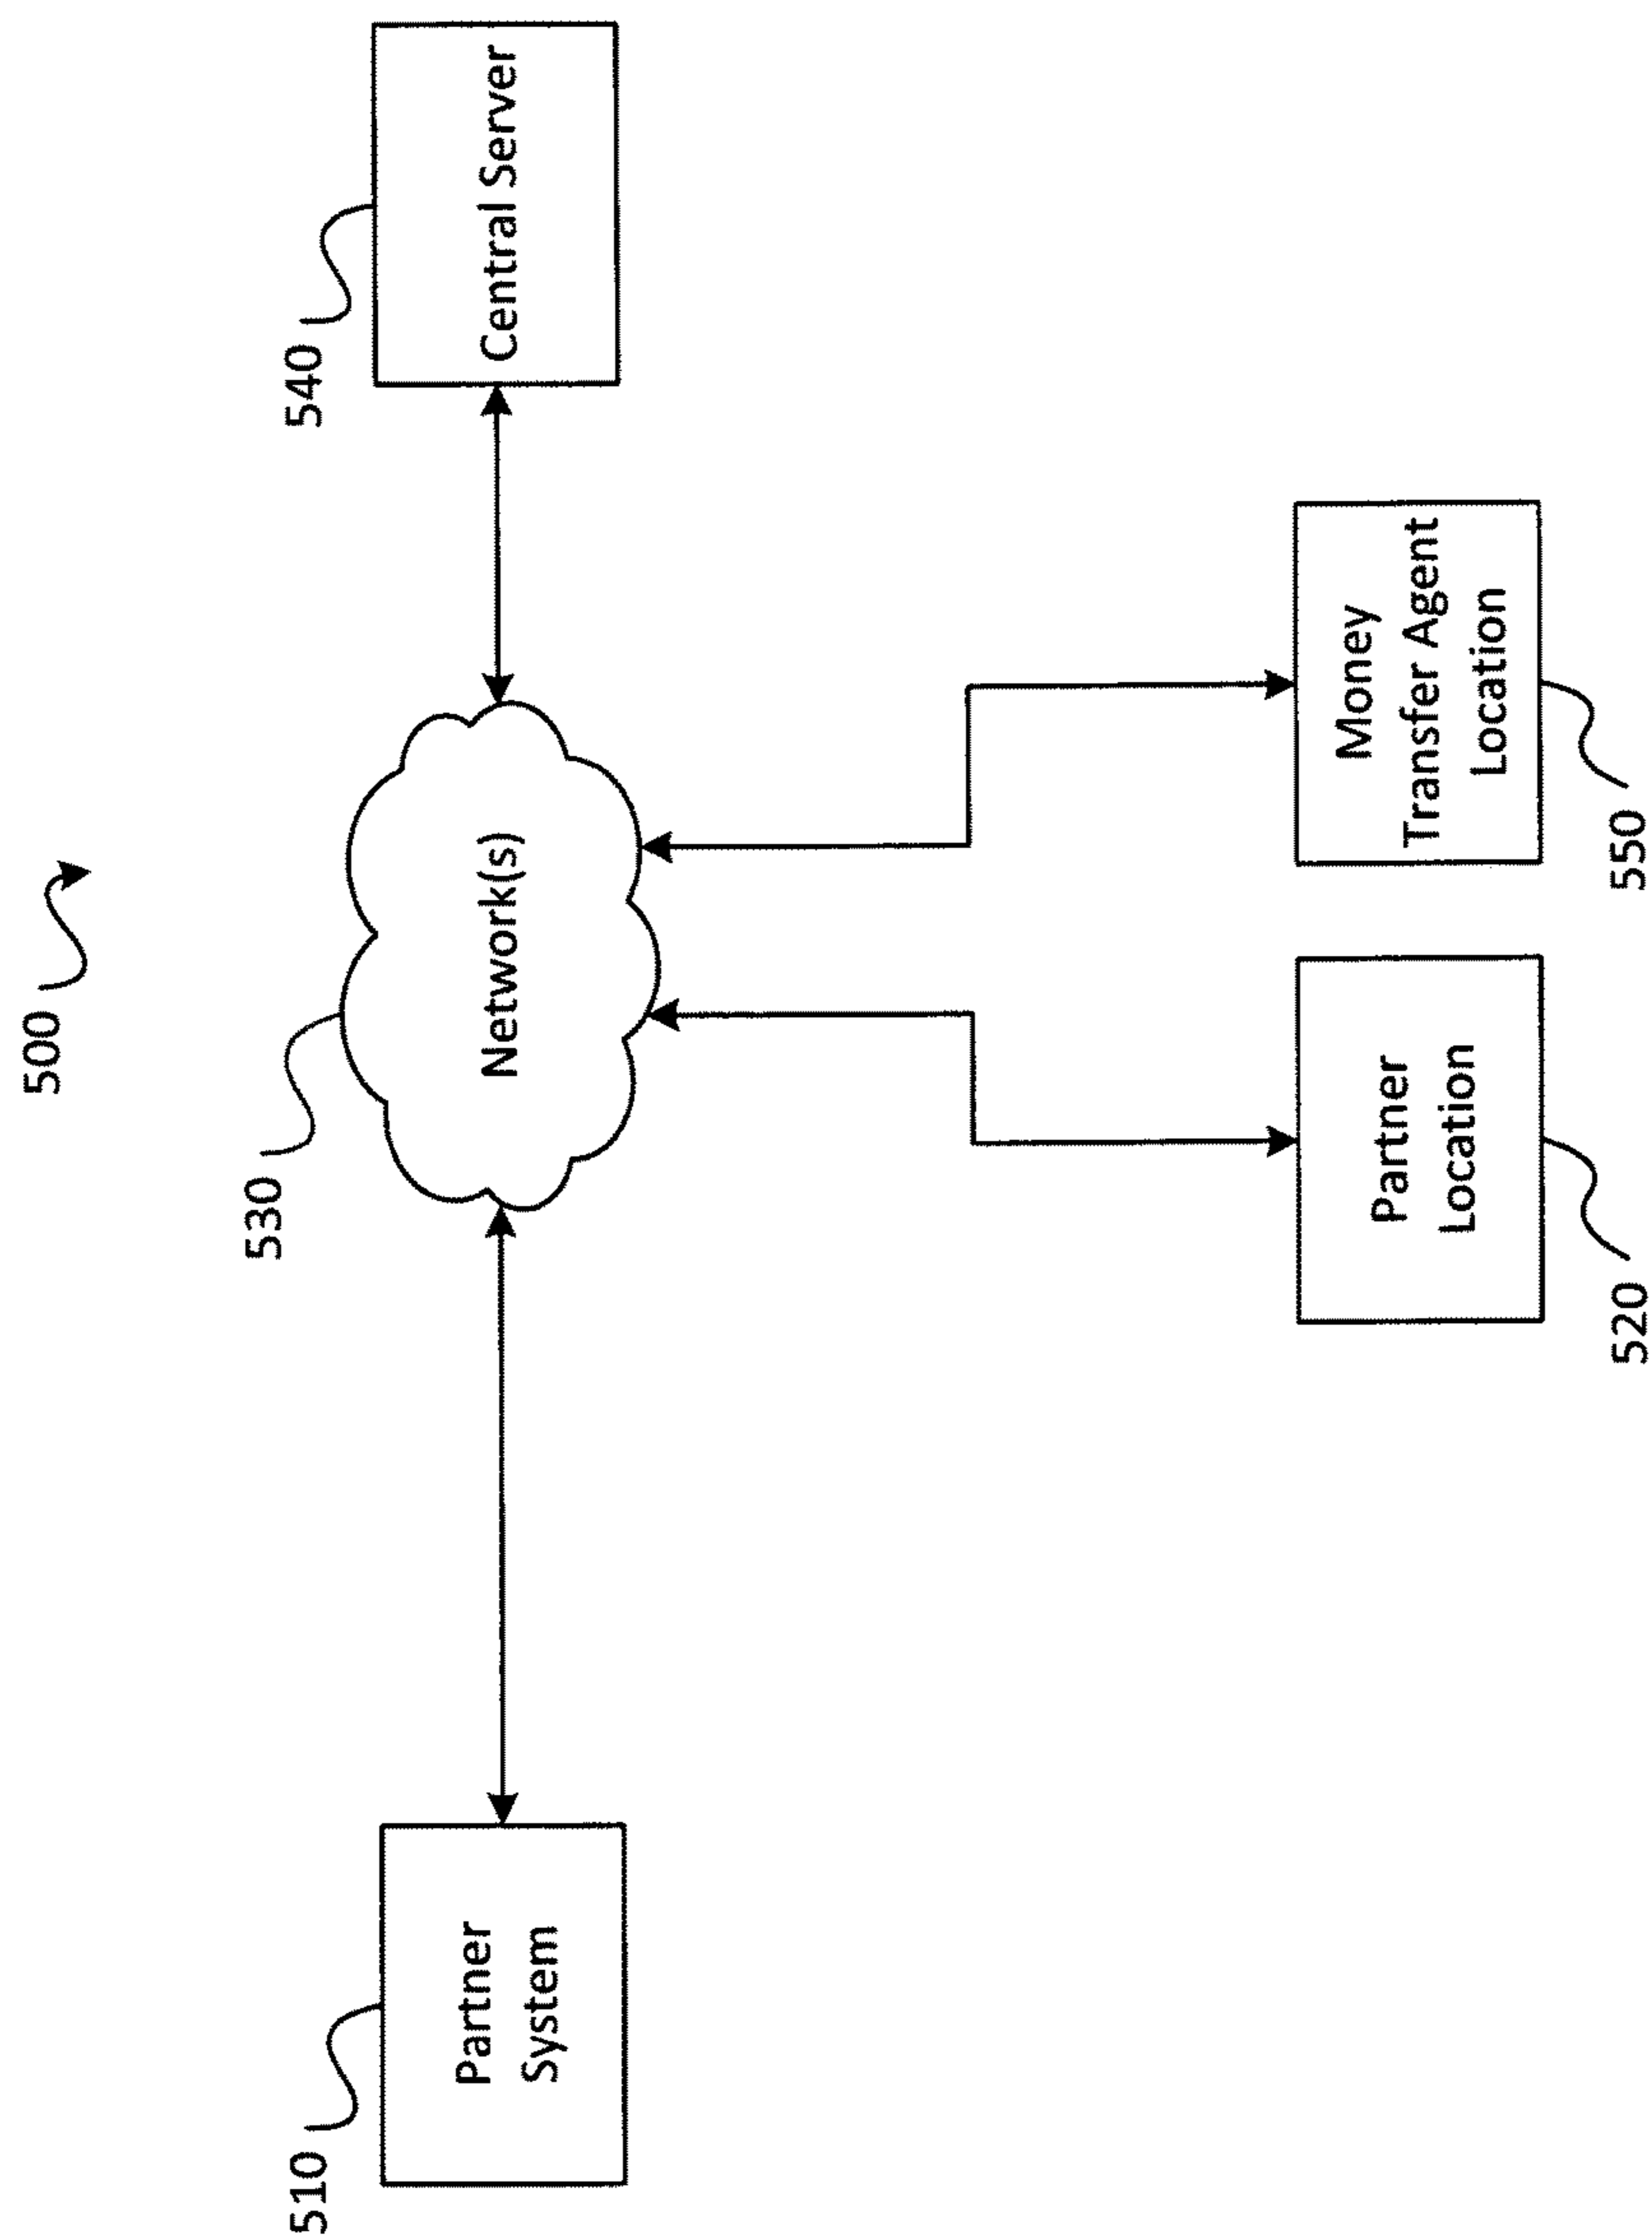 500
530
540
510
Network(s)
Central Server
Partner
System
Partner
Location
Money
Transfer Agent
Location
520
550